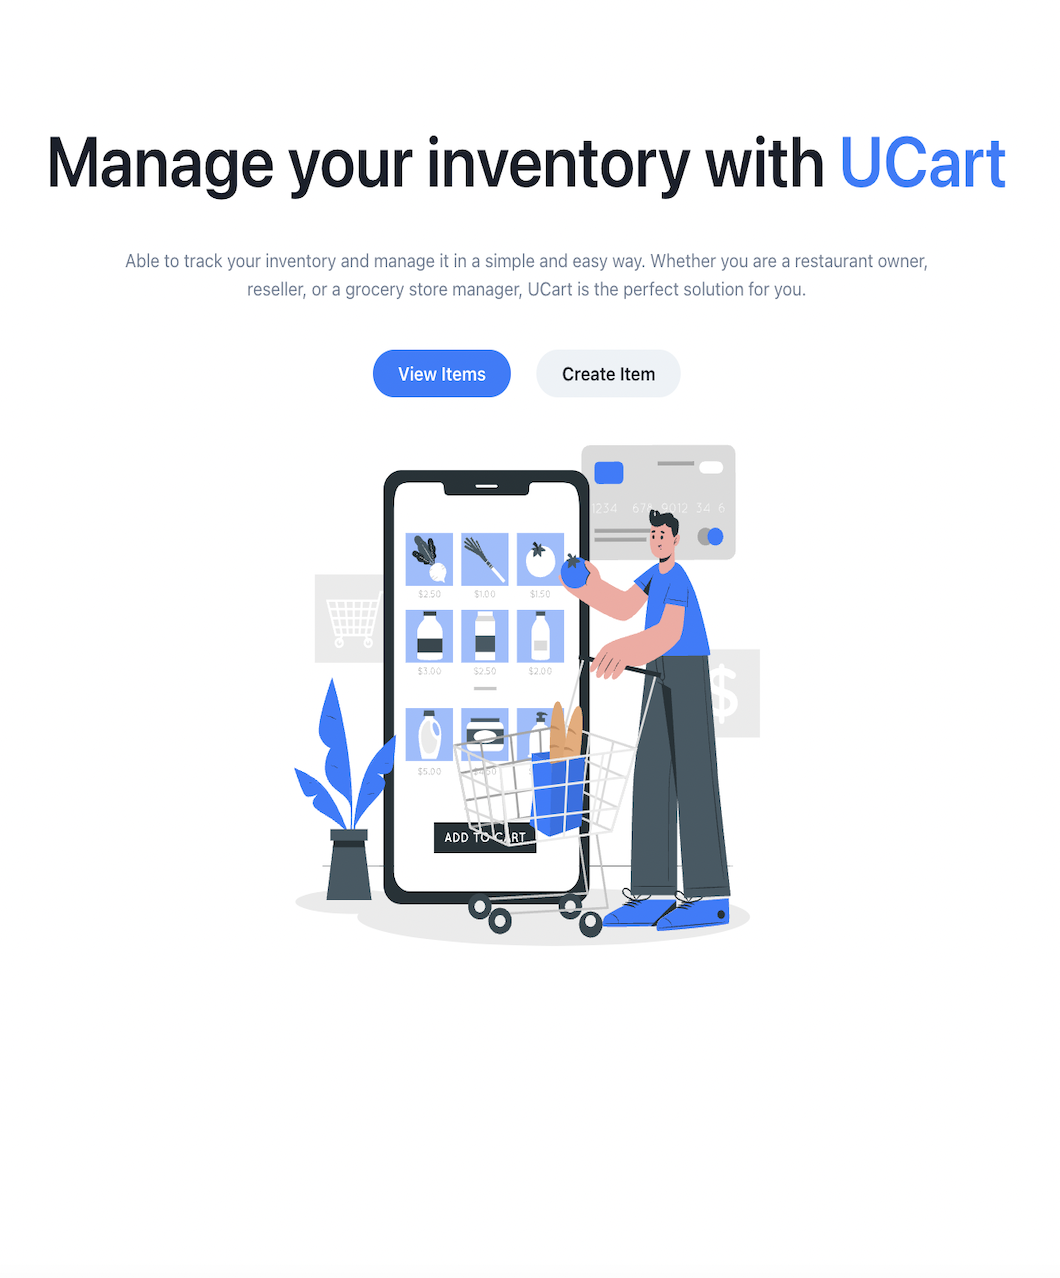 Manage your inventory with UCart
Able to track your inventory and manage it in a simple and easy way. Whether you are a restaurant owner,
reseller, or a grocery store manager, UCart is the perfect solution for you.
View Items
Create Item
1234 678 9012 34 6
$2.50 $1.00 $1.50
$3.00 $2.50 $2.00
$
$5.00
ADD TO CART